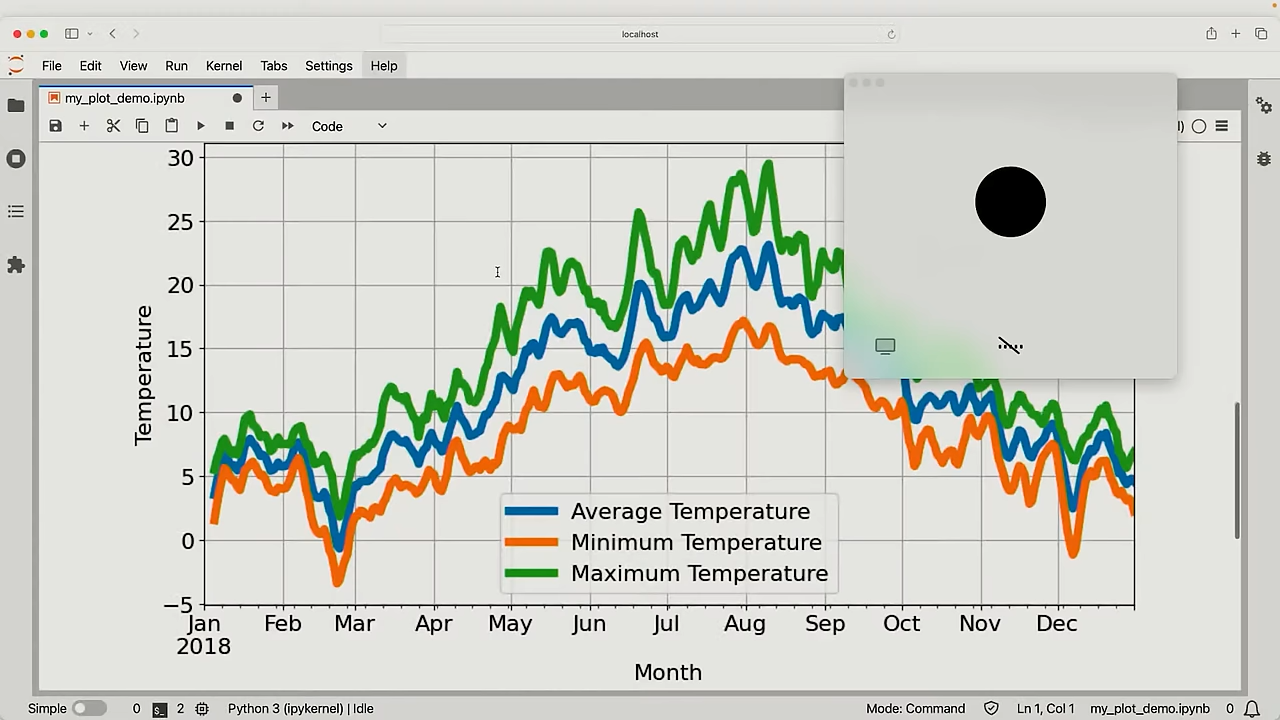 localhost
File Edit View Run Kernel Tabs Settings Help
my_plot_demo.ipynb
Code
30
25
20
15
10
5
0
−5
Temperature
Average Temperature
Minimum Temperature
Maximum Temperature
Jan Feb Mar Apr May Jun Jul Aug Sep Oct Nov Dec
2018
Month
Simple 0 2 Python 3 (ipykernel) | Idle Mode: Command Ln 1, Col 1 my_plot_demo.ipynb 0